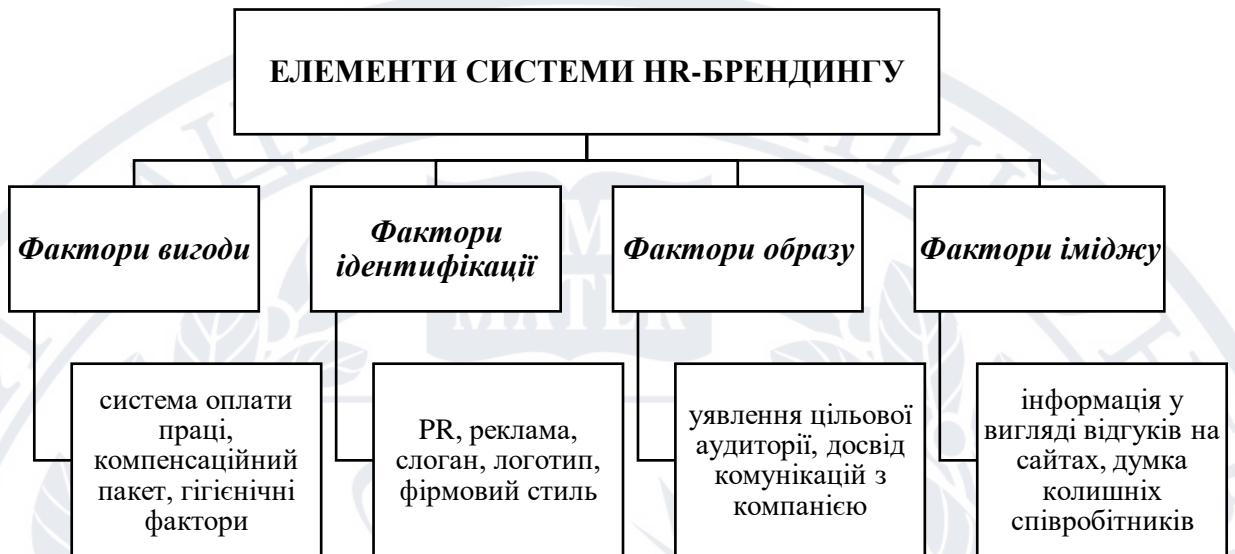 ЕЛЕМЕНТИ СИСТЕМИ HR-БРЕНДИНГУ
Фактори вигоди
Фактори
ідентифікації
Фактори образу
Фактори іміджу
система оплати
праці,
компенсаційний
пакет, гігієнічні
фактори
PR, реклама,
слоган, логотип,
фірмовий стиль
уявлення цільової
аудиторії, досвід
комунікацій з
компанією
інформація у
вигляді відгуків на
сайтах, думка
колишніх
співробітників